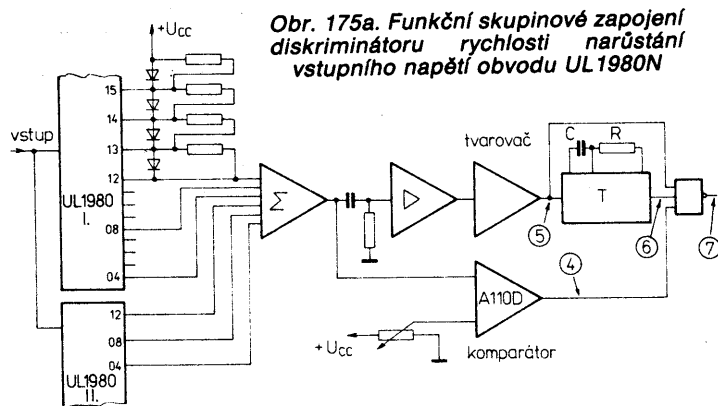 Obr. 175a. Funkční skupinové zapojení
diskriminátoru rychlosti narůstání
vstupního napětí obvodu UL1980N
+UCC
15
14
13
12
08
04
vstup
UL1980
I.
12
08
04
UL1980
II.
Σ
tvarovač
C
R
T
5
6
7
4
A110D
komparátor
+UCC